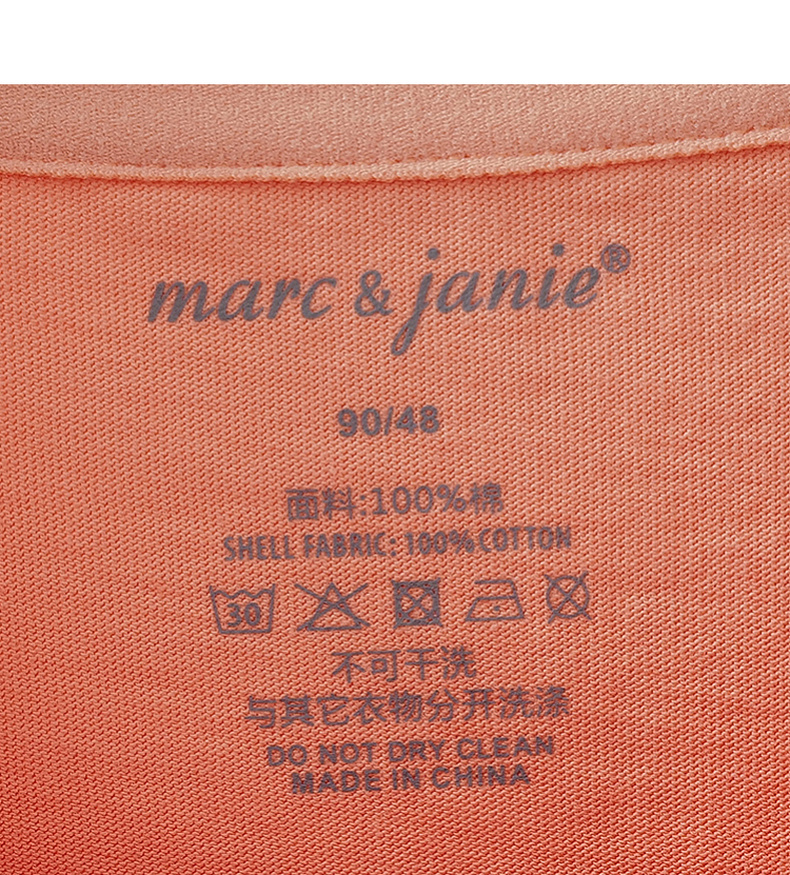 marc & janie®
90/48
面料:100%棉
SHELL FABRIC: 100%COTTON
30
不可干洗
与其它衣物分开洗涤
DO NOT DRY CLEAN
MADE IN CHINA